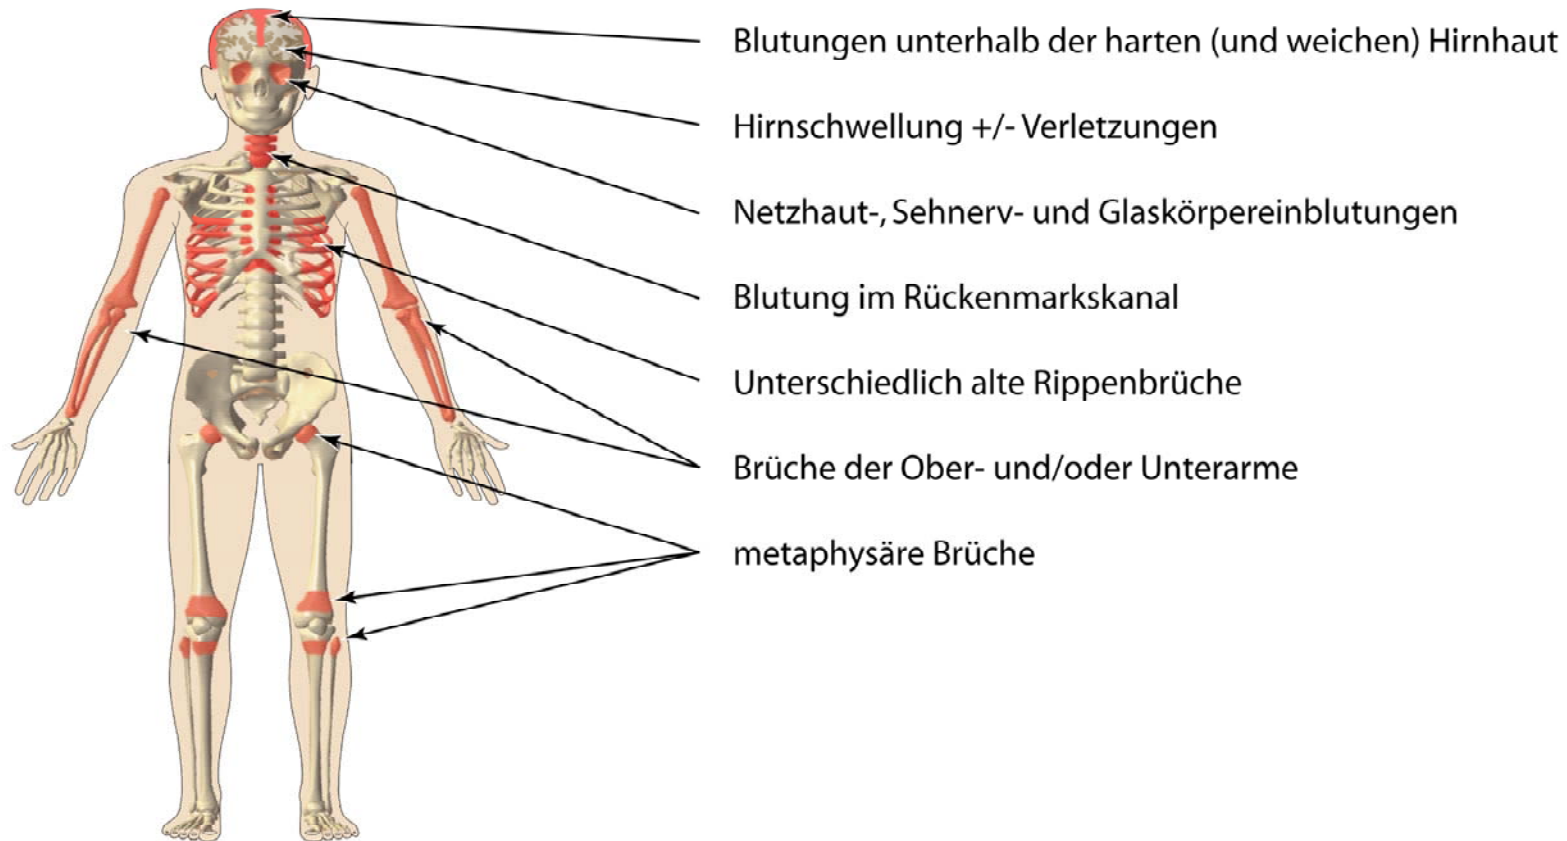 Blutungen unterhalb der harten (und weichen) Hirnhaut
Hirnschwellung +/- Verletzungen
Netzhaut-, Sehnerv- und Glaskörpereinblutungen
Blutung im Rückenmarkskanal
Unterschiedlich alte Rippenbrüche
Brüche der Ober- und/oder Unterarme
metaphysäre Brüche